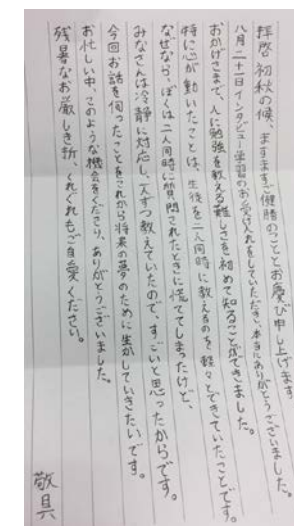 拝啓 初秋の候、ますますご健勝のこととお慶び申し上げます。
八月二十一日インタビュー学習のお受け入れをしていただき、本当にありがとうございました。
おかげさまで、人に勉強を教える難しさを初めて知ることができました。
特に心が動いたことは、生徒を二人同時に教えるのを軽々とできていたことです。
なぜなら、ぼくは二人同時に質問されたときに慌ててしまったけど、
みなさんは冷静に対応し、一人ずつ教えていたので、すごいと思ったからです。
今回お話を伺ったことをこれから将来の夢のために生かしていきたいです。
お忙しい中、このような機会をくださり、ありがとうございました。
残暑なお厳しき折、くれぐれもご自愛ください。
敬具